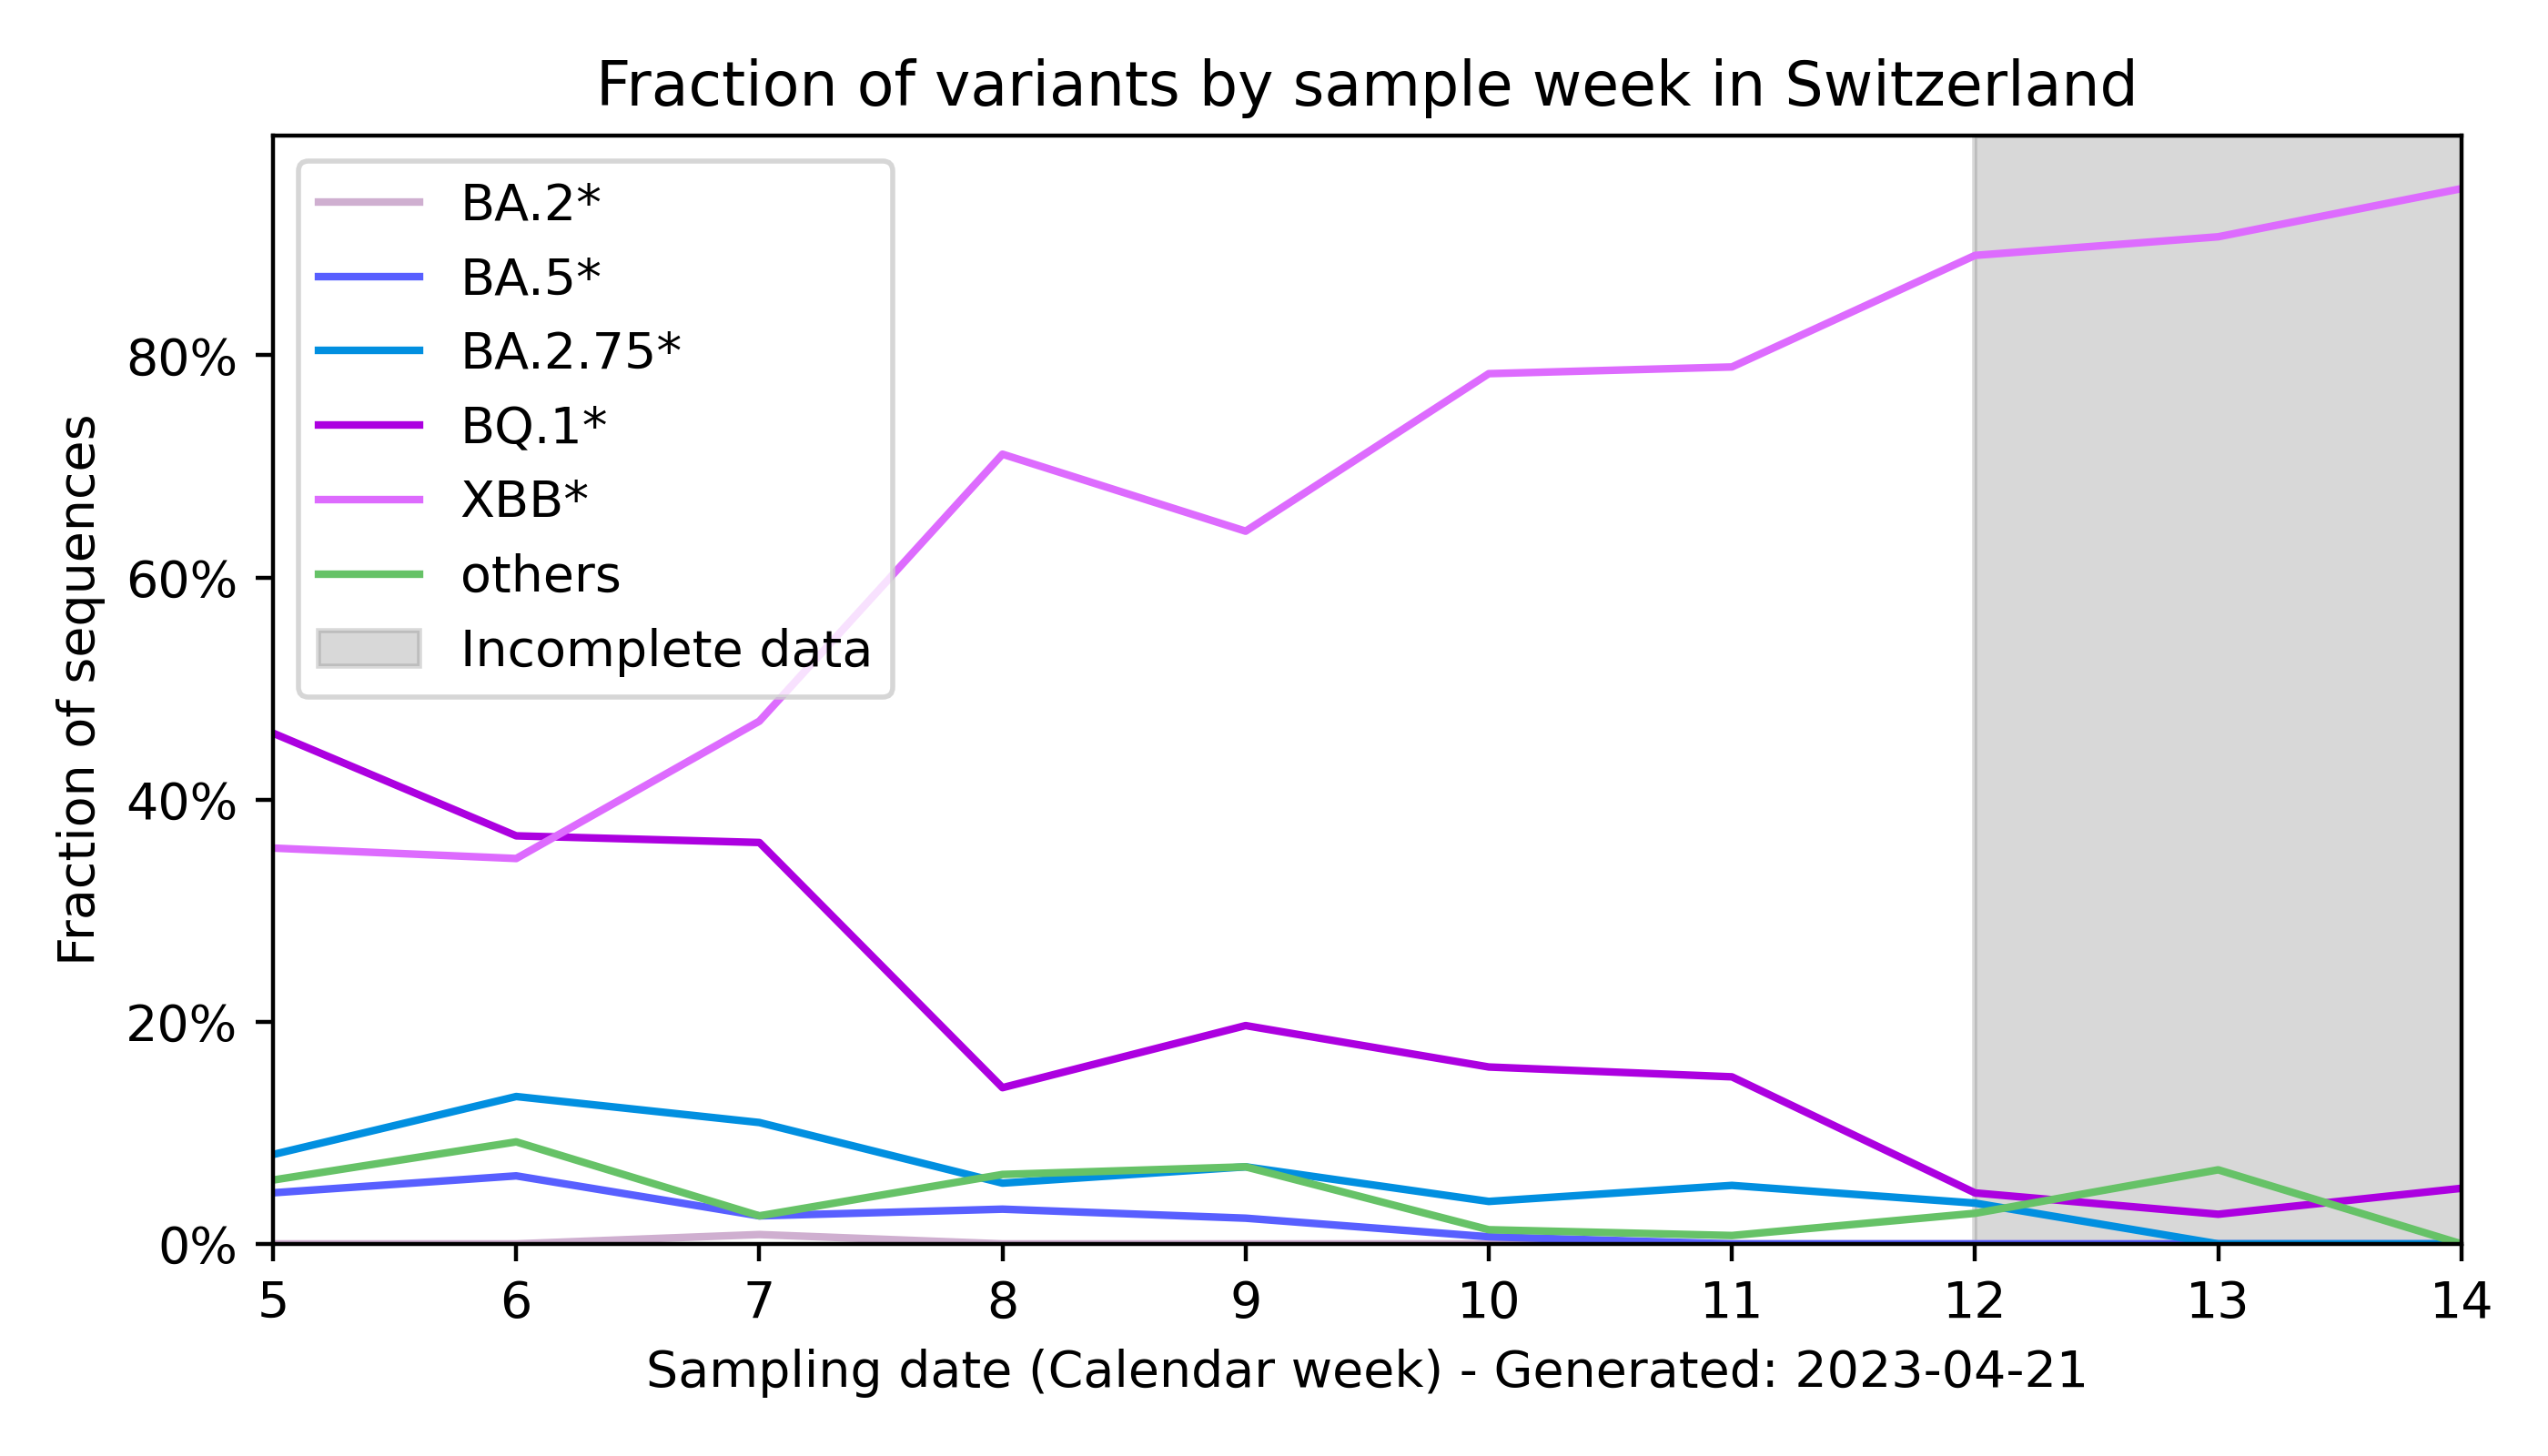 Fraction of variants by sample week in Switzerland
BA.2*
BA.5*
BA.2.75*
BQ.1*
XBB*
others
Incomplete data
Fraction of sequences
80%
60%
40%
20%
0%
5 6 7 8 9 10 11 12 13 14
Sampling date (Calendar week) - Generated: 2023-04-21